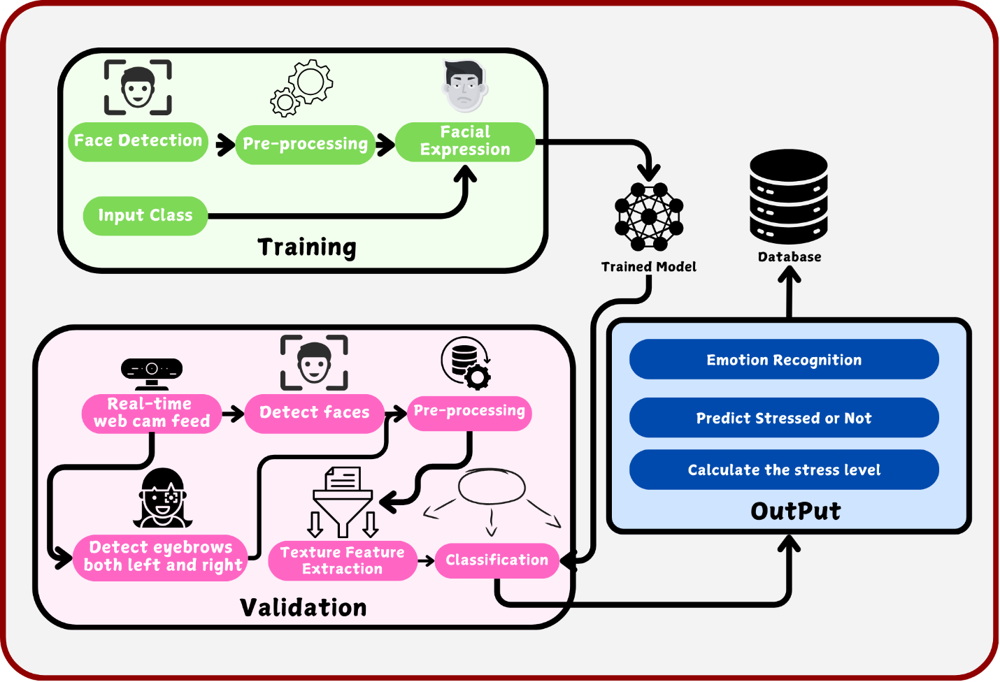 Face Detection
Pre-processing
Facial
Expression
Input Class
Training
Trained Model
Database
Real-time
web cam feed
Detect faces
Pre-processing
Detect eyebrows
both left and right
Texture Feature
Extraction
Classification
Validation
Emotion Recognition
Predict Stressed or Not
Calculate the stress level
OutPut